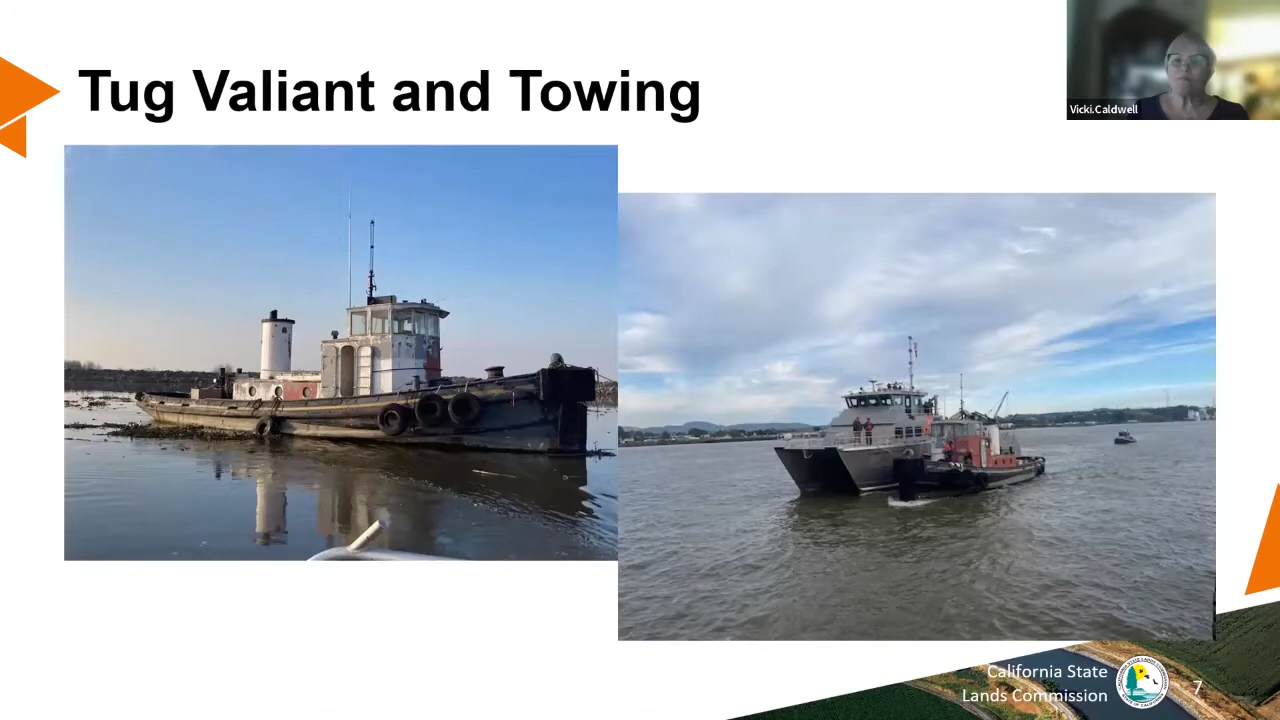 Tug Valiant and Towing
Vicki.Caldwell
California State
Lands Commission
7